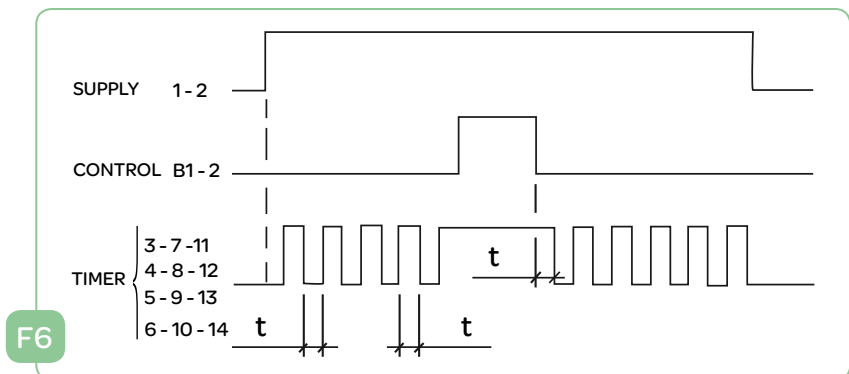 SUPPLY 1-2
CONTROL B1-2
3-7-11
t
TIMER
4-8-12
5-9-13
6-10-14
t
t
F6